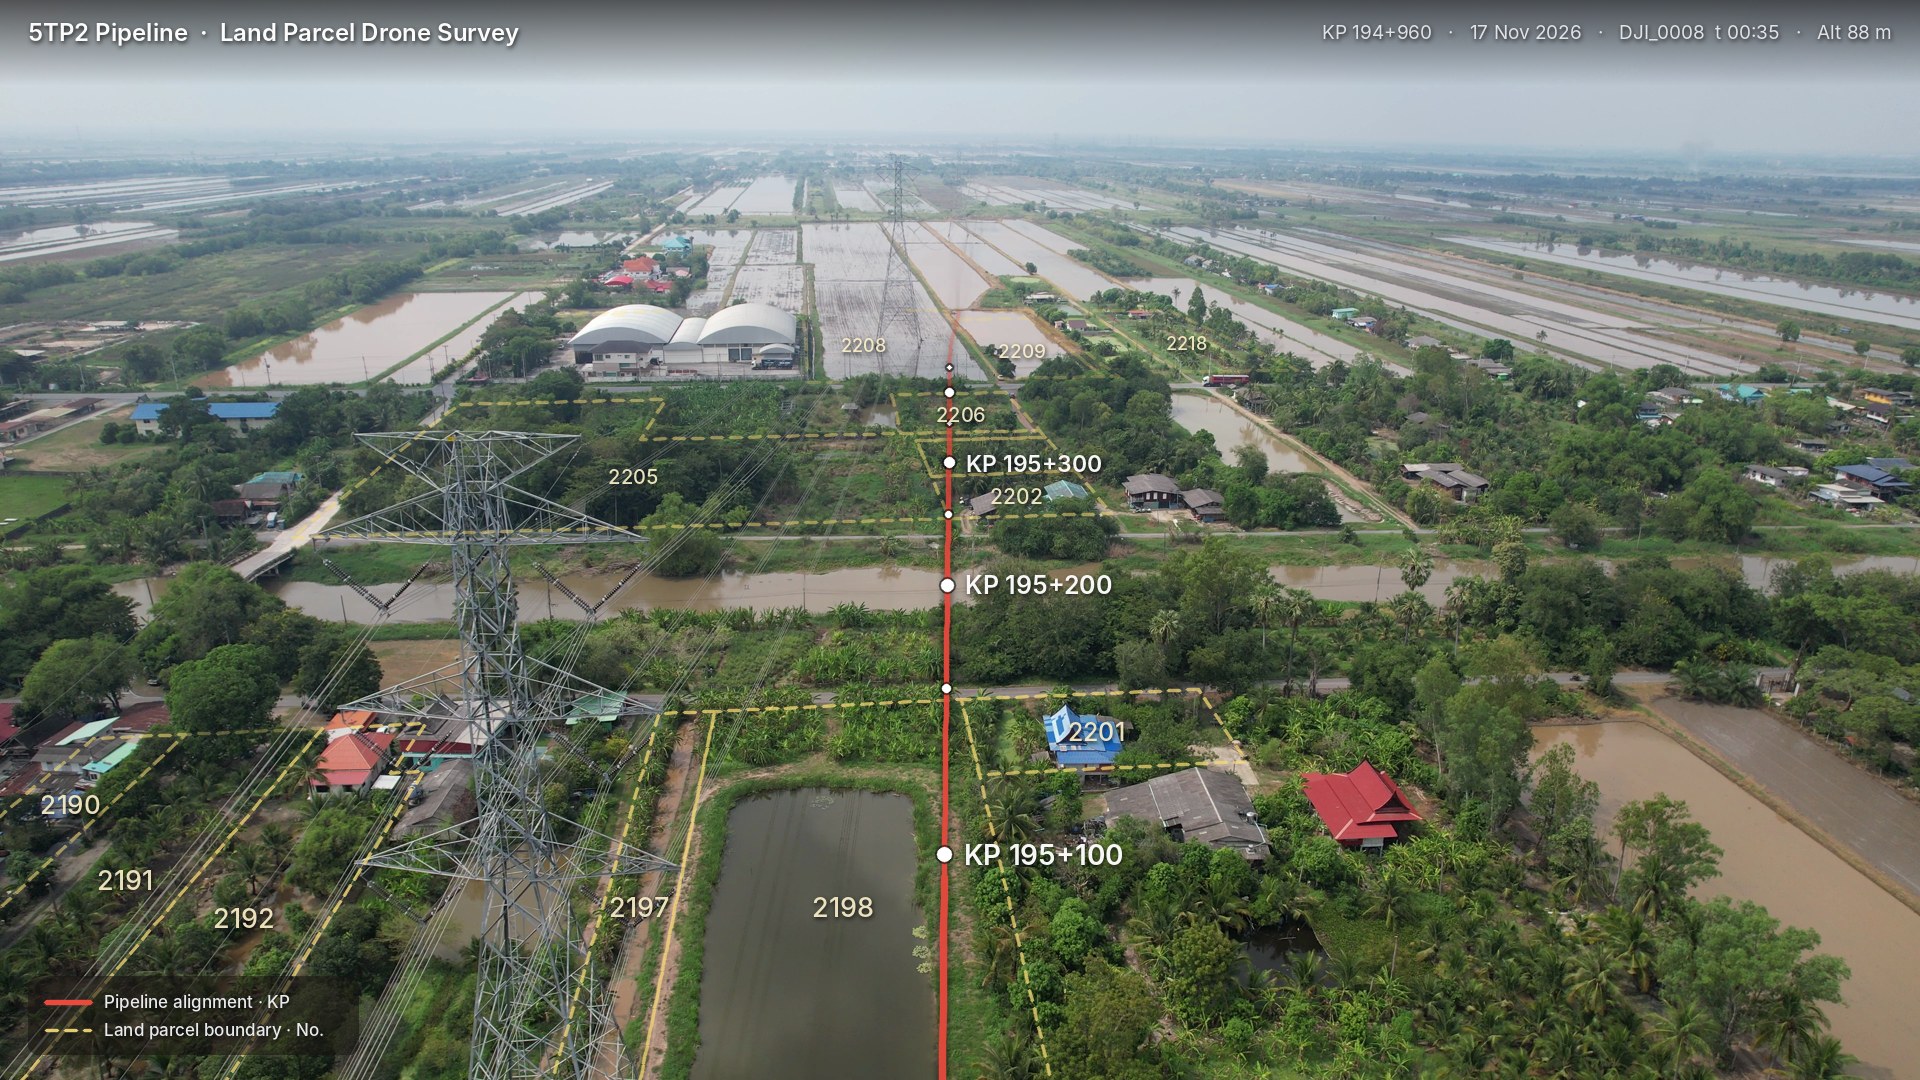 5TP2 Pipeline · Land Parcel Drone Survey
KP 194+960 · 17 Nov 2026 · DJI_0008 t 00:35 · Alt 88 m
2208
2209
2218
2206
KP 195+300
2205
2202
KP 195+200
2201
2190
KP 195+100
2191
2192
2197
2198
Pipeline alignment · KP
Land parcel boundary · No.